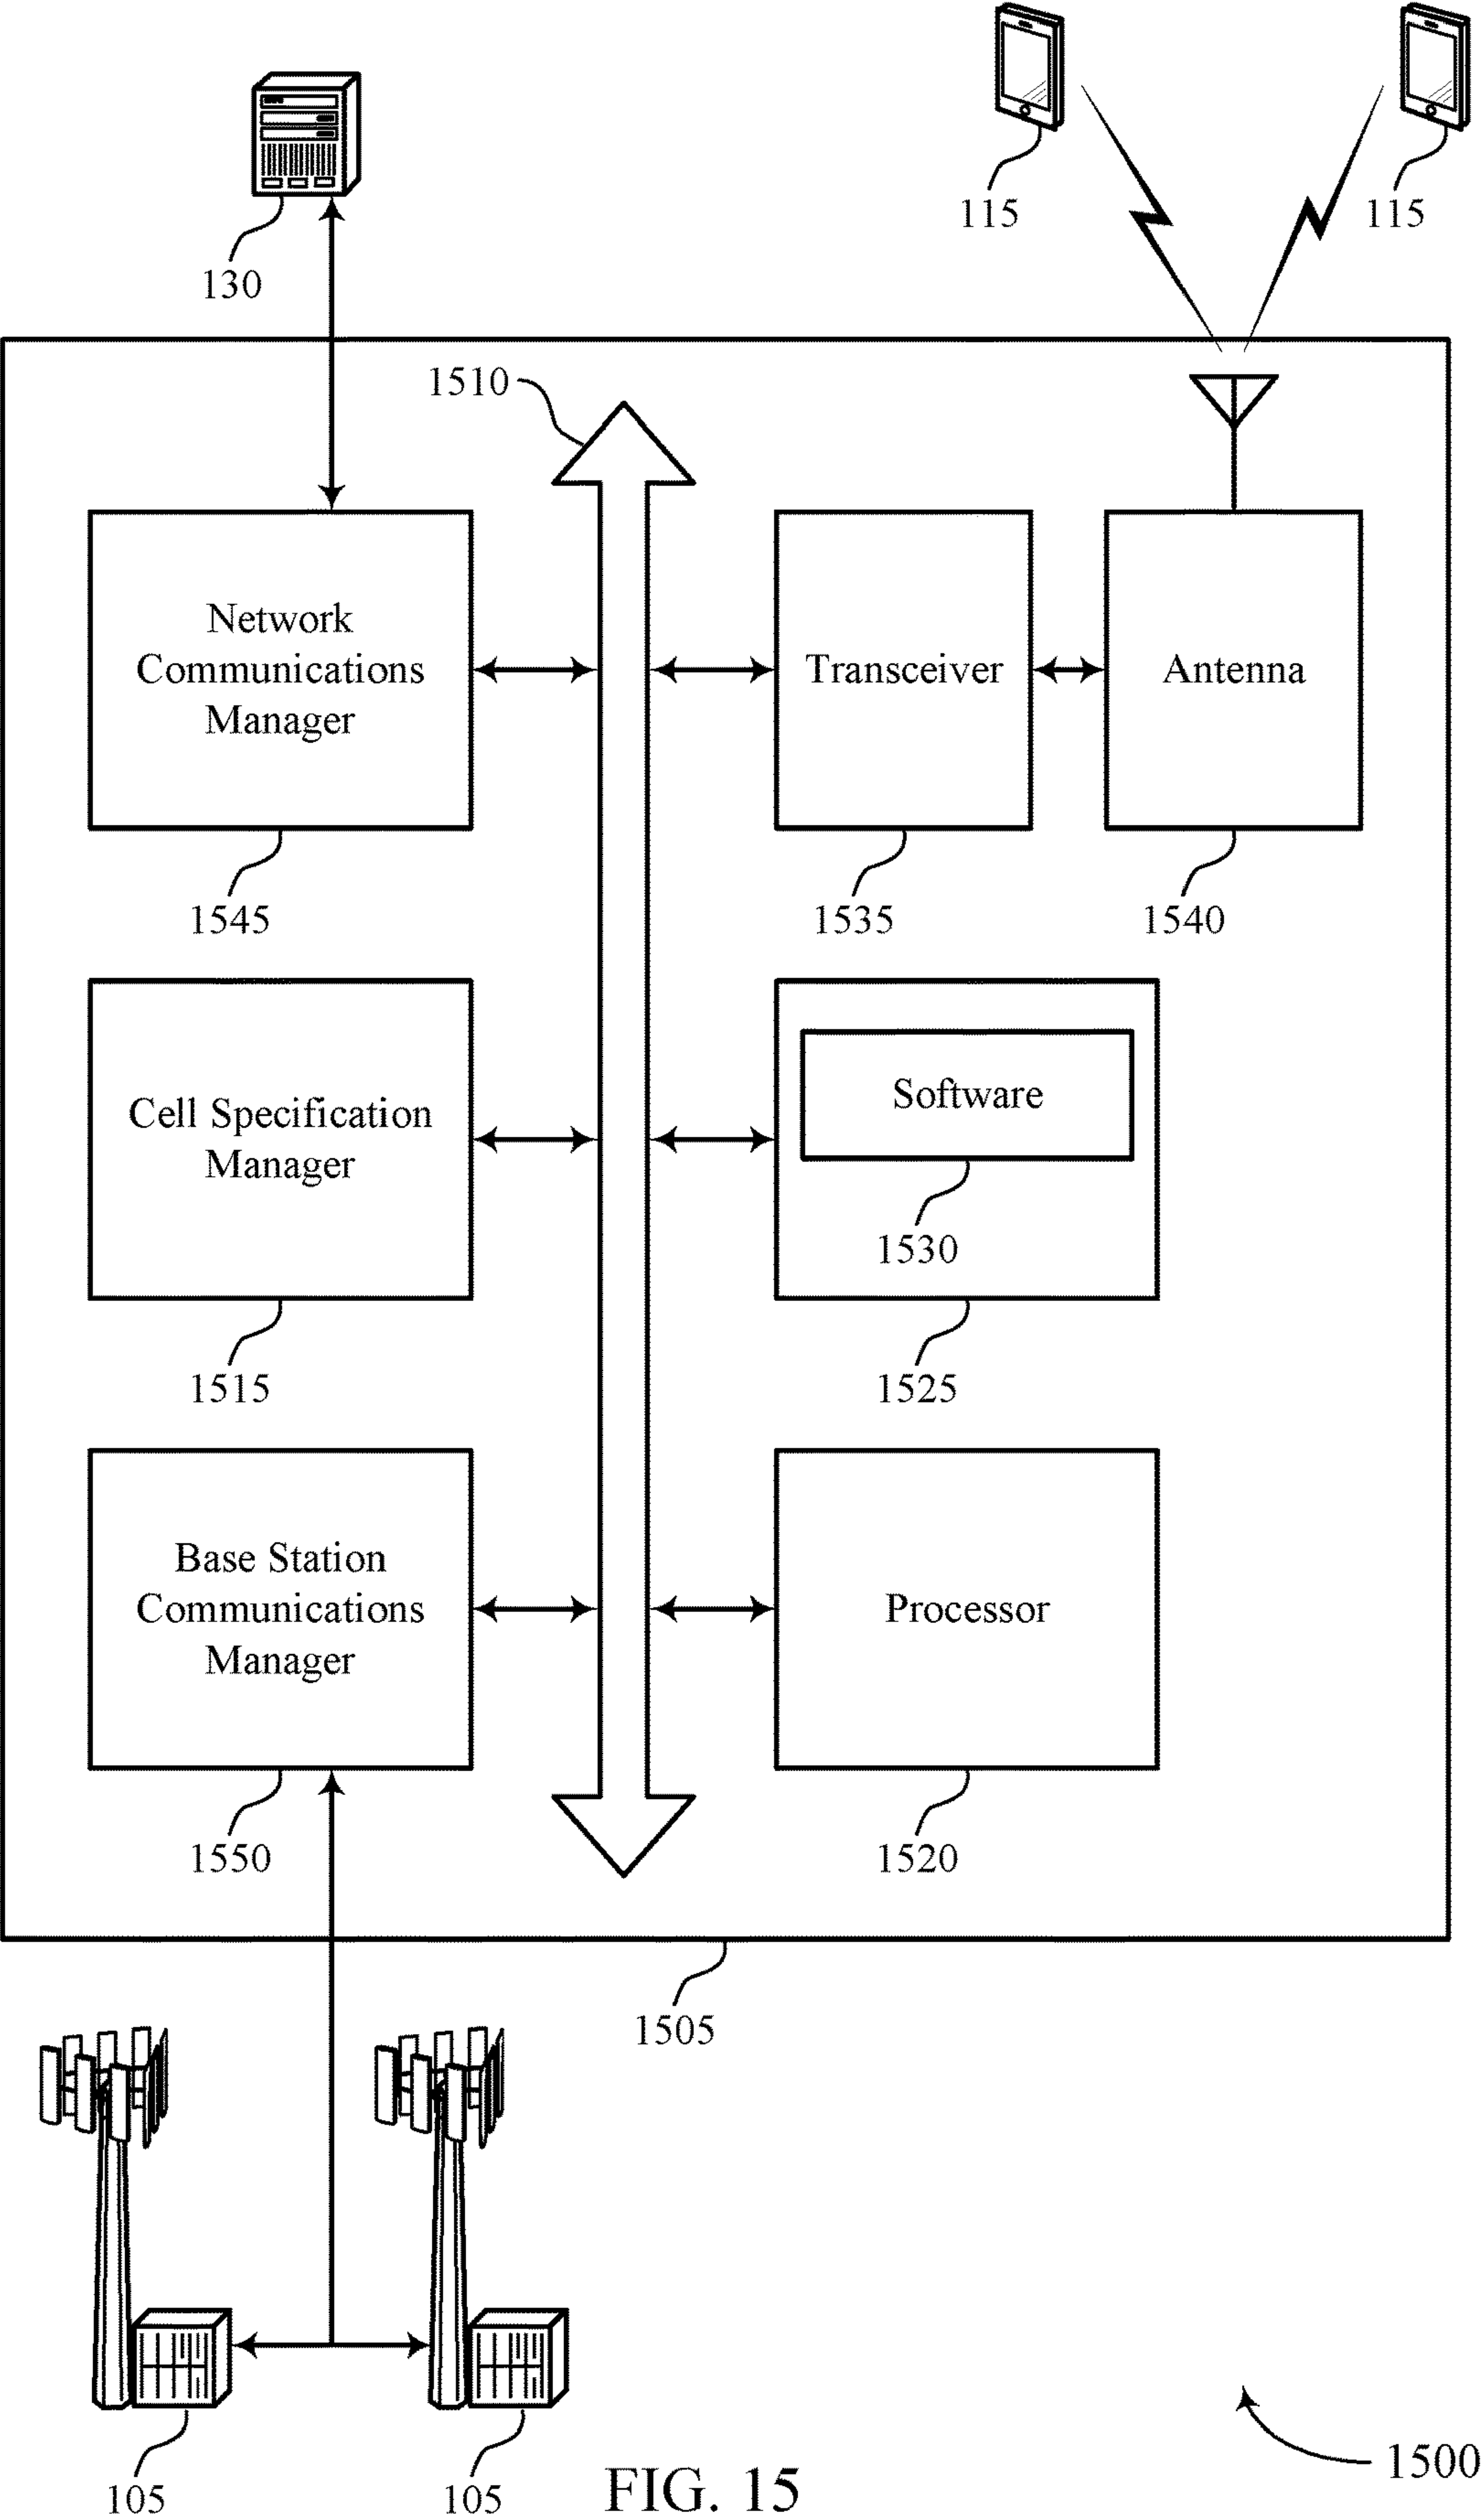 115
115
130
1510
Network
Communications
Manager
Transceiver
Antenna
1545
1535
1540
Cell Specification
Manager
Software
1530
1515
1525
Base Station
Communications
Manager
Processor
1550
1520
1505
105
105
FIG. 15
1500